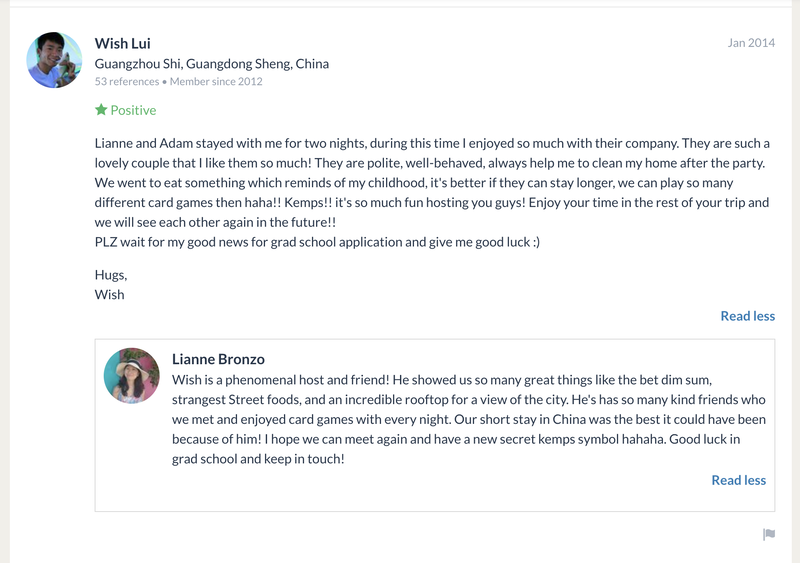 Wish Lui
Jan 2014
Guangzhou Shi, Guangdong Sheng, China
53 references • Member since 2012
Positive
Lianne and Adam stayed with me for two nights, during this time I enjoyed so much with their company. They are such a
lovely couple that I like them so much! They are polite, well-behaved, always help me to clean my home after the party.
We went to eat something which reminds of my childhood, it's better if they can stay longer, we can play so many
different card games then haha!! Kemps!! it's so much fun hosting you guys! Enjoy your time in the rest of your trip and
we will see each other again in the future!!
PLZ wait for my good news for grad school application and give me good luck :)
Hugs,
Wish
Read less
Lianne Bronzo
Wish is a phenomenal host and friend! He showed us so many great things like the bet dim sum,
strangest Street foods, and an incredible rooftop for a view of the city. He's has so many kind friends who
we met and enjoyed card games with every night. Our short stay in China was the best it could have been
because of him! I hope we can meet again and have a new secret kemps symbol hahaha. Good luck in
grad school and keep in touch!
Read less